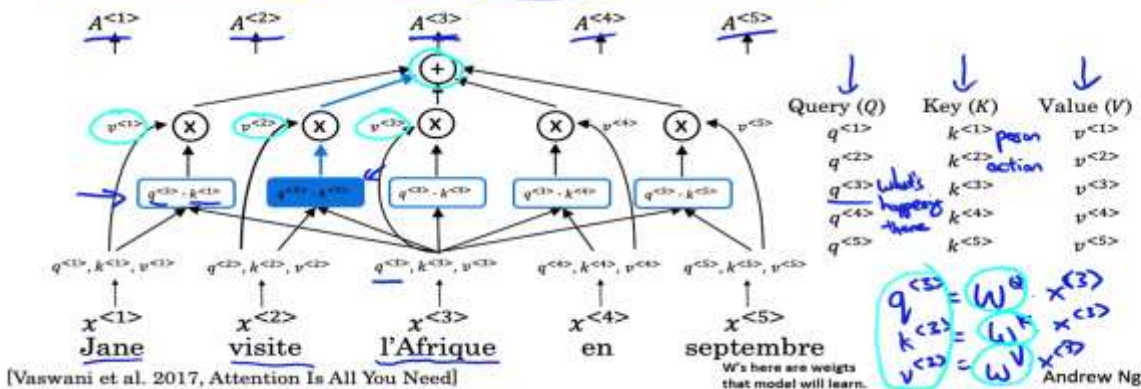 A<1> A<2> A<3> A<4> A<5>
+
Query (Q) Key (K) Value (V)
v<1> X v<2> X v<3> X X v<4> X v<5>
q<1> k<1> person v<1>
q<2> k<2> action v<2>
q<3> what's happening there k<3> v<3>
q<4> k<4> v<4>
q<5> k<5> v<5>
q<3> · k<1> q<3> · k<2> q<3> · k<3> q<3> · k<4> q<3> · k<5>
q<1>, k<1>, v<1> q<2>, k<2>, v<2> q<3>, k<3>, v<3> q<4>, k<4>, v<4> q<5>, k<5>, v<5>
q<3> = W^Q · x<3>
k<3> = W^K · x<3>
v<3> = W^V · x<3>
x<1> x<2> x<3> x<4> x<5>
Jane visite l'Afrique en septembre
[Vaswani et al. 2017, Attention Is All You Need]
W's here are weigts
that model will learn.
Andrew Ng